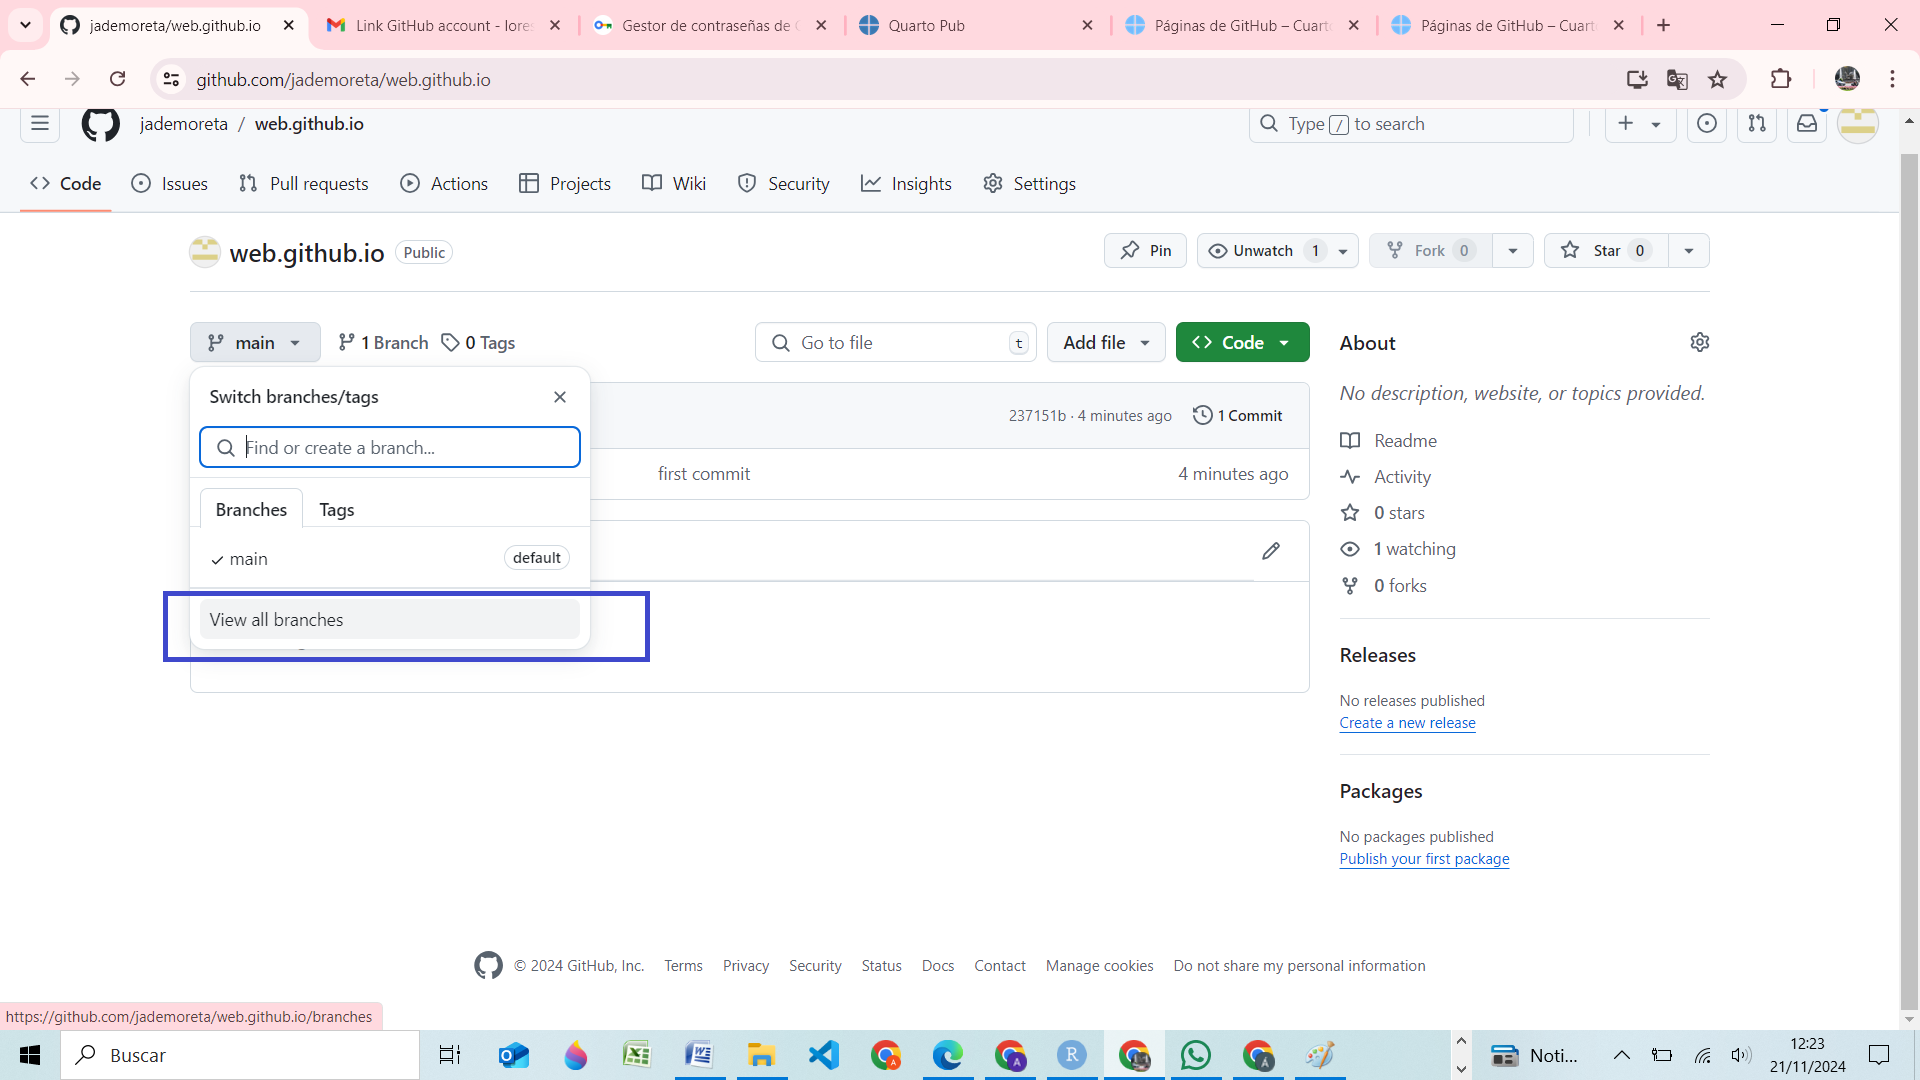 jademoreta/web.github.io
Link GitHub account - lores
Gestor de contraseñas de G
Quarto Pub
Páginas de GitHub – Cuarto
Páginas de GitHub – Cuarto
github.com/jademoreta/web.github.io
jademoreta / web.github.io
Type / to search
Code
Issues
Pull requests
Actions
Projects
Wiki
Security
Insights
Settings
web.github.io
Public
Pin
Unwatch 1
Fork 0
Star 0
main
1 Branch
0 Tags
Go to file
t
Add file
Code
Switch branches/tags
Find or create a branch...
Branches
Tags
main
default
View all branches
237151b · 4 minutes ago
1 Commit
first commit
4 minutes ago
About
No description, website, or topics provided.
Readme
Activity
0 stars
1 watching
0 forks
Releases
No releases published
Create a new release
Packages
No packages published
Publish your first package
© 2024 GitHub, Inc.
Terms
Privacy
Security
Status
Docs
Contact
Manage cookies
Do not share my personal information
https://github.com/jademoreta/web.github.io/branches
Buscar
Noti...
12:23
21/11/2024